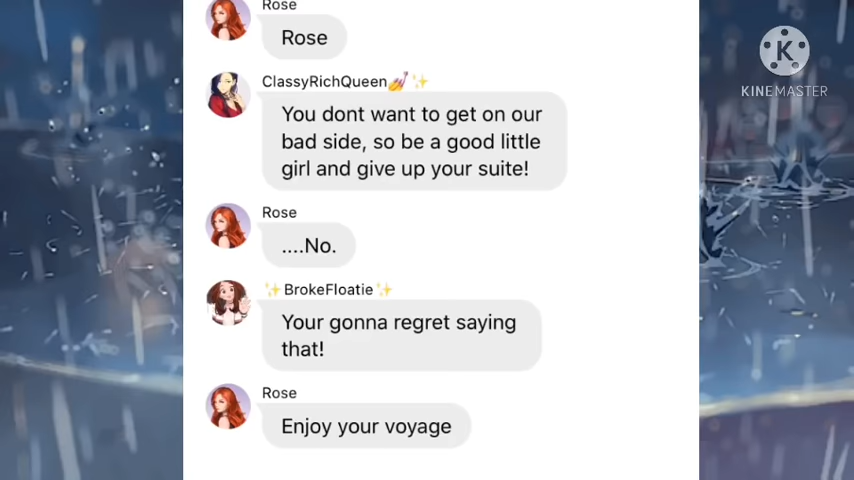 Rose
Rose
ClassyRichQueen💅✨
You dont want to get on our
bad side, so be a good little
girl and give up your suite!
Rose
....No.
✨BrokeFloatie✨
Your gonna regret saying
that!
Rose
Enjoy your voyage
K
KINEMASTER